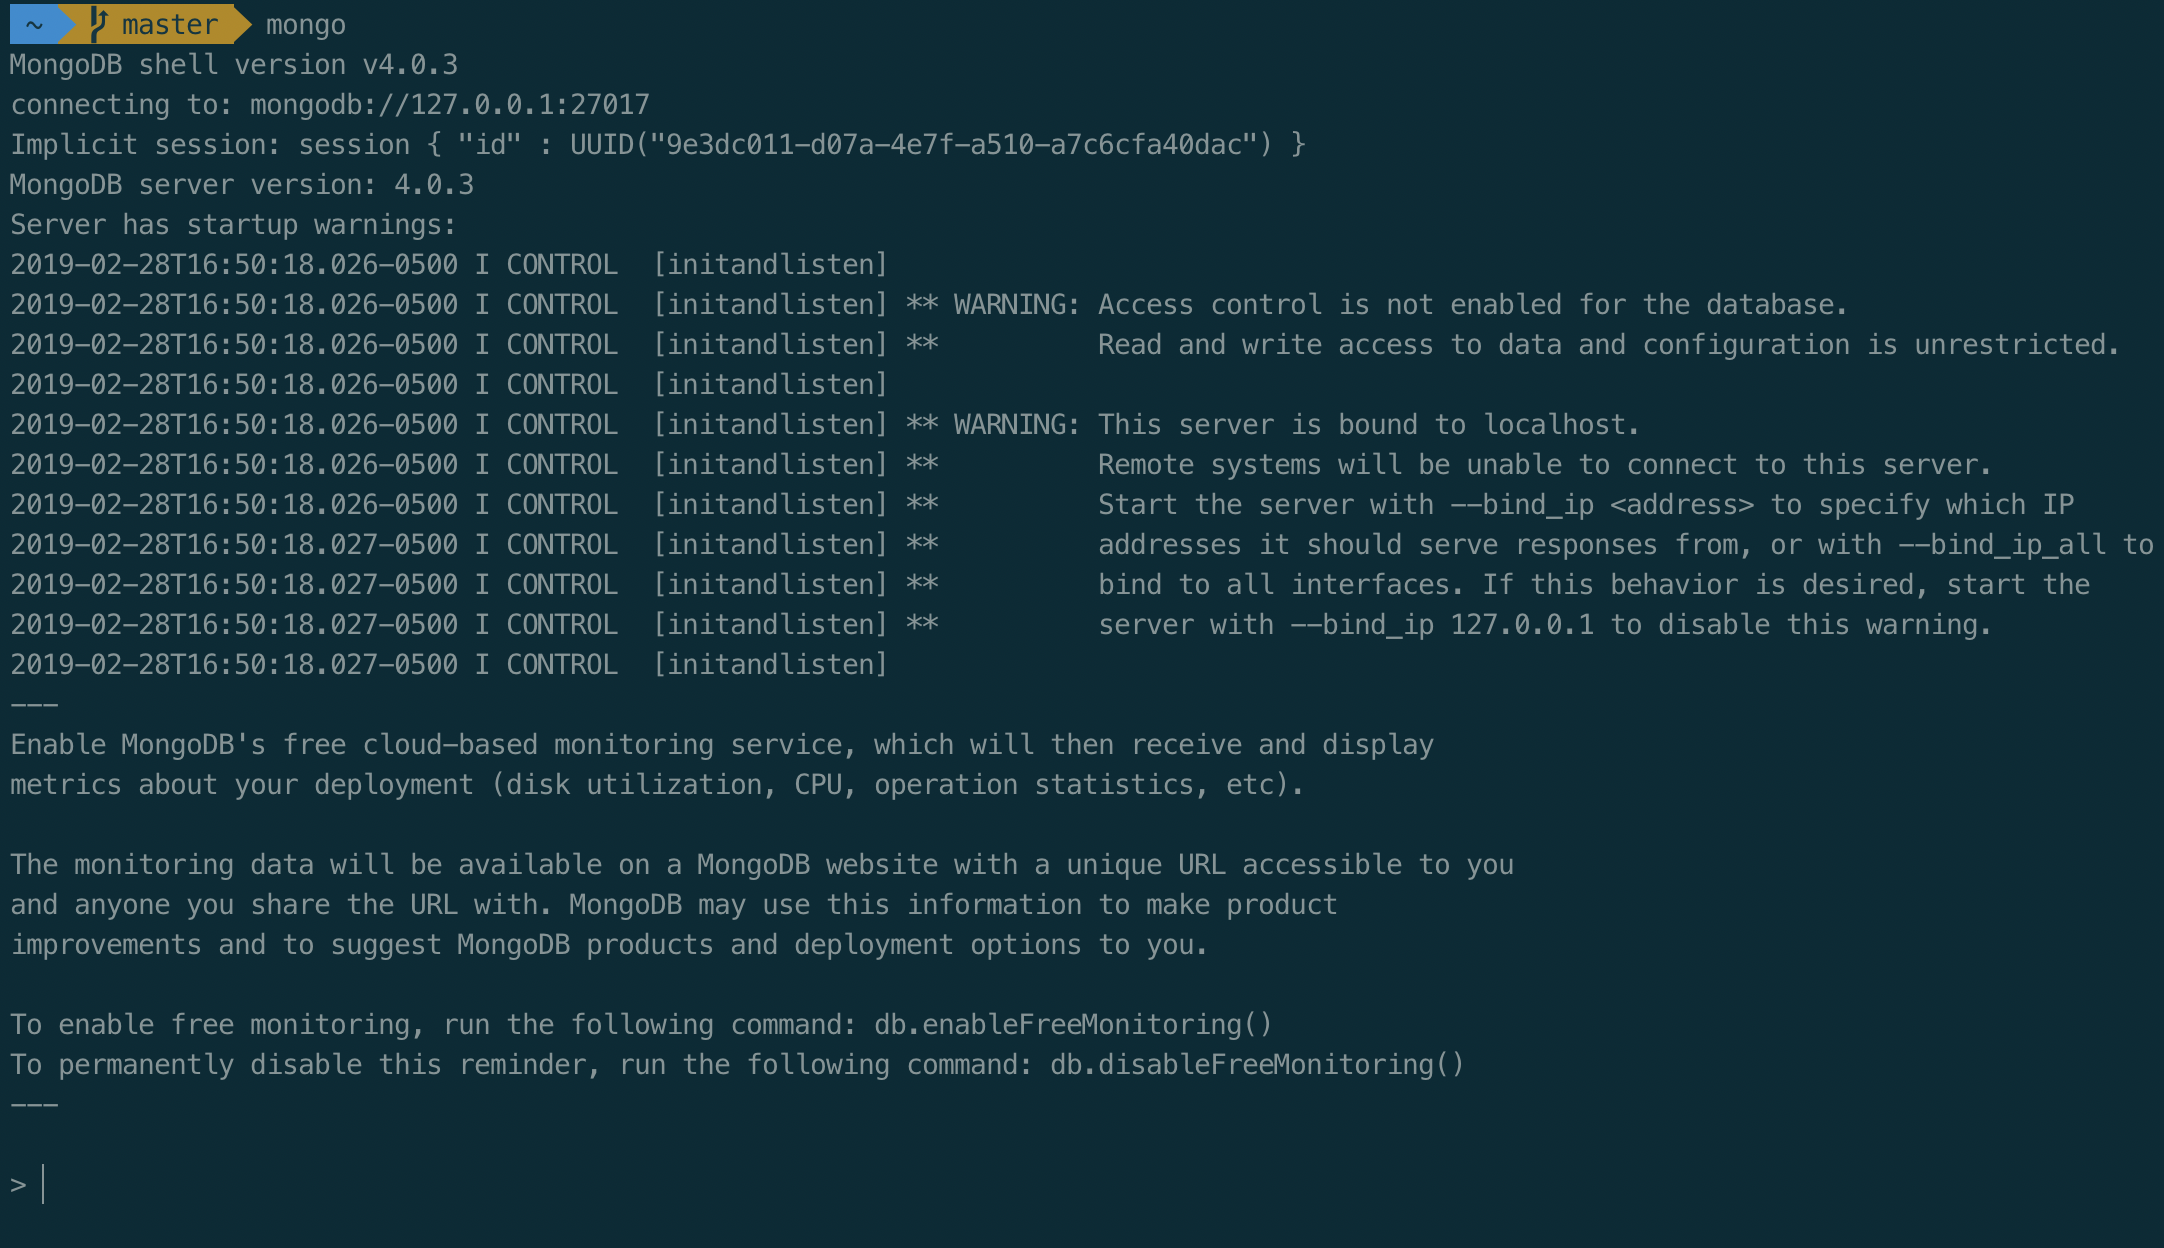 ~ master mongo
MongoDB shell version v4.0.3
connecting to: mongodb://127.0.0.1:27017
Implicit session: session { "id" : UUID("9e3dc011-d07a-4e7f-a510-a7c6cfa40dac") }
MongoDB server version: 4.0.3
Server has startup warnings:
2019-02-28T16:50:18.026-0500 I CONTROL  [initandlisten]
2019-02-28T16:50:18.026-0500 I CONTROL  [initandlisten] ** WARNING: Access control is not enabled for the database.
2019-02-28T16:50:18.026-0500 I CONTROL  [initandlisten] **          Read and write access to data and configuration is unrestricted.
2019-02-28T16:50:18.026-0500 I CONTROL  [initandlisten]
2019-02-28T16:50:18.026-0500 I CONTROL  [initandlisten] ** WARNING: This server is bound to localhost.
2019-02-28T16:50:18.026-0500 I CONTROL  [initandlisten] **          Remote systems will be unable to connect to this server.
2019-02-28T16:50:18.026-0500 I CONTROL  [initandlisten] **          Start the server with --bind_ip <address> to specify which IP
2019-02-28T16:50:18.027-0500 I CONTROL  [initandlisten] **          addresses it should serve responses from, or with --bind_ip_all to
2019-02-28T16:50:18.027-0500 I CONTROL  [initandlisten] **          bind to all interfaces. If this behavior is desired, start the
2019-02-28T16:50:18.027-0500 I CONTROL  [initandlisten] **          server with --bind_ip 127.0.0.1 to disable this warning.
2019-02-28T16:50:18.027-0500 I CONTROL  [initandlisten]
---
Enable MongoDB's free cloud-based monitoring service, which will then receive and display
metrics about your deployment (disk utilization, CPU, operation statistics, etc).

The monitoring data will be available on a MongoDB website with a unique URL accessible to you
and anyone you share the URL with. MongoDB may use this information to make product
improvements and to suggest MongoDB products and deployment options to you.

To enable free monitoring, run the following command: db.enableFreeMonitoring()
To permanently disable this reminder, run the following command: db.disableFreeMonitoring()
---

>